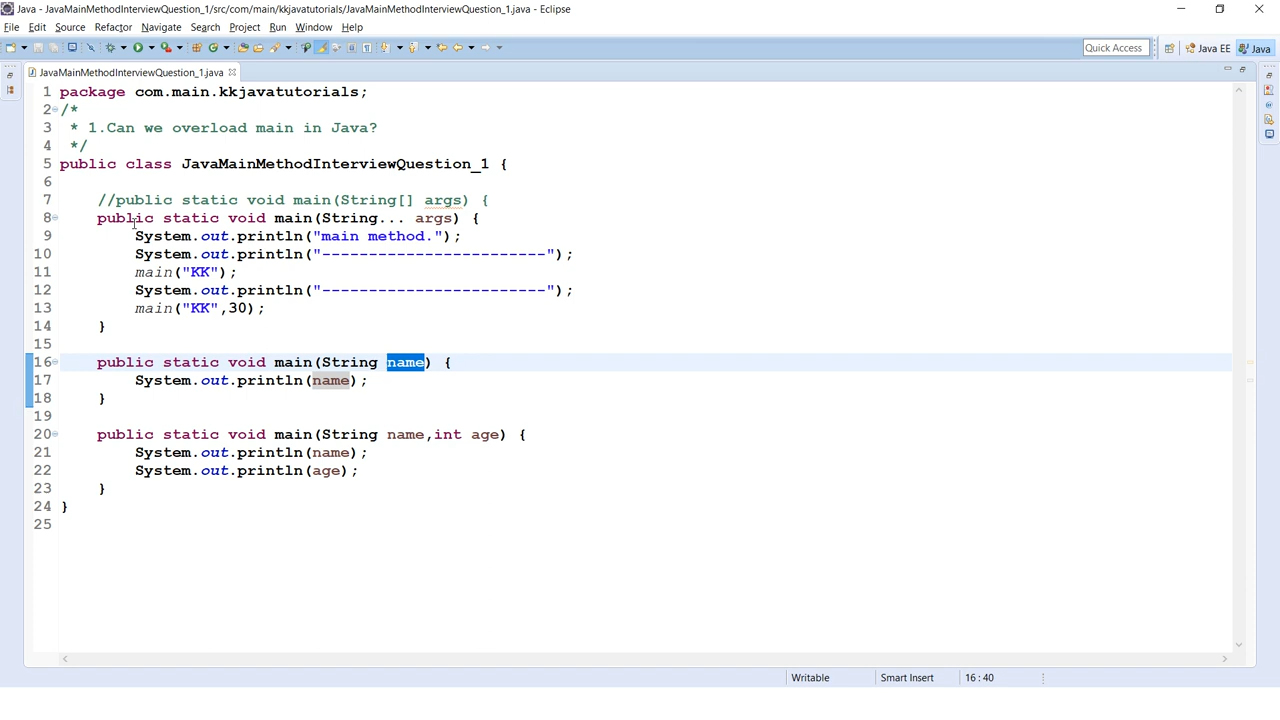 Java - JavaMainMethodInterviewQuestion_1/src/com/main/kkjavatutorials/JavaMainMethodInterviewQuestion_1.java - Eclipse
File Edit Source Refactor Navigate Search Project Run Window Help
Quick Access Java EE Java
JavaMainMethodInterviewQuestion_1.java
1 package com.main.kkjavatutorials;
2 /*
3 * 1.Can we overload main in Java?
4 */
5 public class JavaMainMethodInterviewQuestion_1 {
6
7 //public static void main(String[] args) {
8 public static void main(String... args) {
9 System.out.println("main method.");
10 System.out.println("------------------------");
11 main("KK");
12 System.out.println("------------------------");
13 main("KK",30);
14 }
15
16 public static void main(String name) {
17 System.out.println(name);
18 }
19
20 public static void main(String name,int age) {
21 System.out.println(name);
22 System.out.println(age);
23 }
24 }
25
Writable Smart Insert 16 : 40